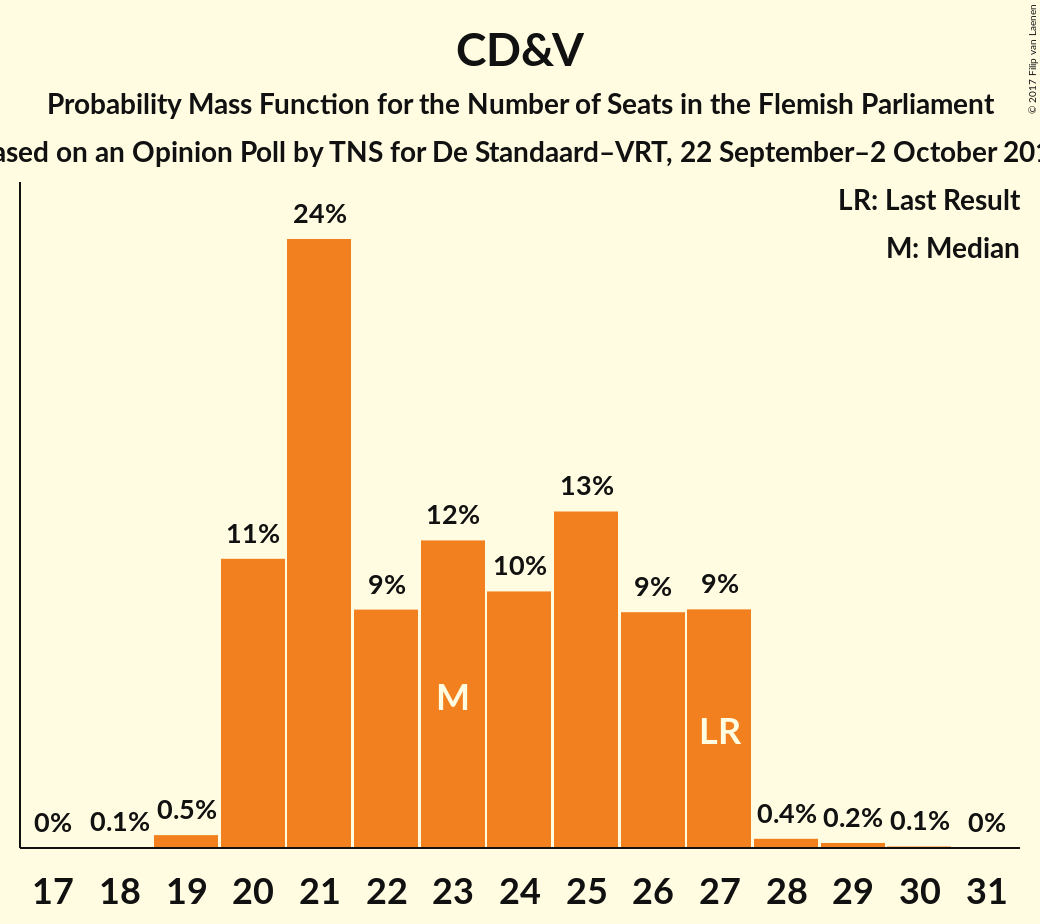 CD&V
Probability Mass Function for the Number of Seats in the Flemish Parliament
on an Opinion Poll by TNS for De Standaard–VRT, 22 September–2 October
LR: Last Result
M: Median
24%
13%
12%
11%
10%
9%
9%
9%
M
LR
0% 0.1% 0.5% 0.4% 0.2% 0.1% 0%
17 18 19 20 21 22 23 24 25 26 27 28 29 30 31
© 2017 Filip van Laenen